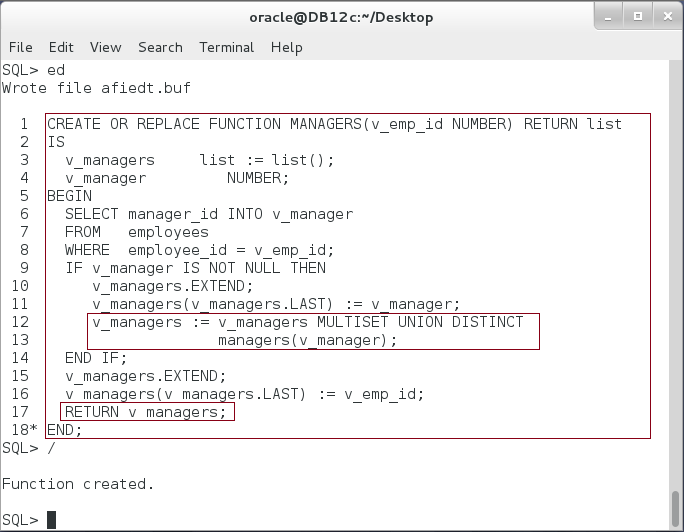 oracle@DB12c:~/Desktop
File Edit View Search Terminal Help
SQL> ed
Wrote file afiedt.buf
1 CREATE OR REPLACE FUNCTION MANAGERS(v_emp_id NUMBER) RETURN list
2 IS
3 v_managers list := list();
4 v_manager NUMBER;
5 BEGIN
6 SELECT manager_id INTO v_manager
7 FROM employees
8 WHERE employee_id = v_emp_id;
9 IF v_manager IS NOT NULL THEN
10 v_managers.EXTEND;
11 v_managers(v_managers.LAST) := v_manager;
12 v_managers := v_managers MULTISET UNION DISTINCT
13 managers(v_manager);
14 END IF;
15 v_managers.EXTEND;
16 v_managers(v_managers.LAST) := v_emp_id;
17 RETURN v_managers;
18* END;
SQL> /
Function created.
SQL>